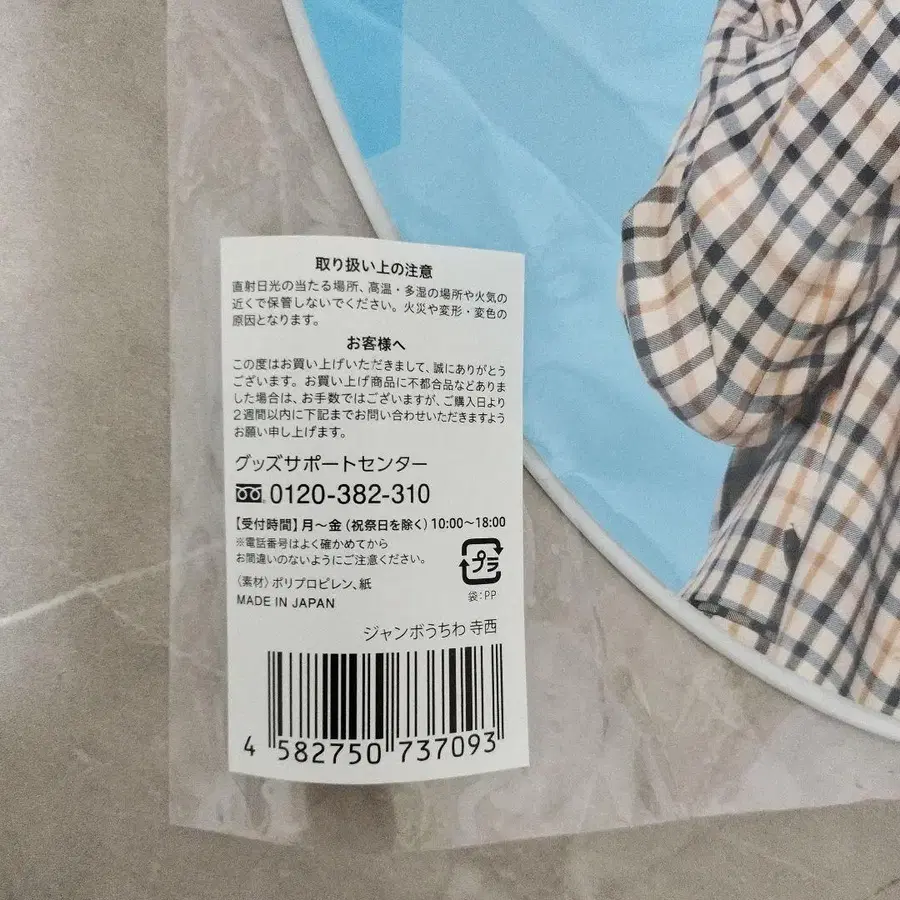 取り扱い上の注意
直射日光の当たる場所、高温・多湿の場所や火気の
近くで保管しないでください。火災や変形・変色の
原因となります。
お客様へ
この度はお買い上げいただきまして、誠にありがとう
ございます。お買い上げ商品に不都合品などありま
した場合は、お手数ではございますが、ご購入日より
2週間以内に下記までお問い合わせいただきますよう
お願い申し上げます。
グッズサポートセンター
0120-382-310
【受付時間】月〜金（祝祭日を除く）10:00〜18:00
※電話番号はよく確かめてから
お間違いのないようにご注意ください。
プラ
袋：PP
〈素材〉ポリプロピレン、紙
MADE IN JAPAN
ジャンボうちわ 寺西
4 582750 737093